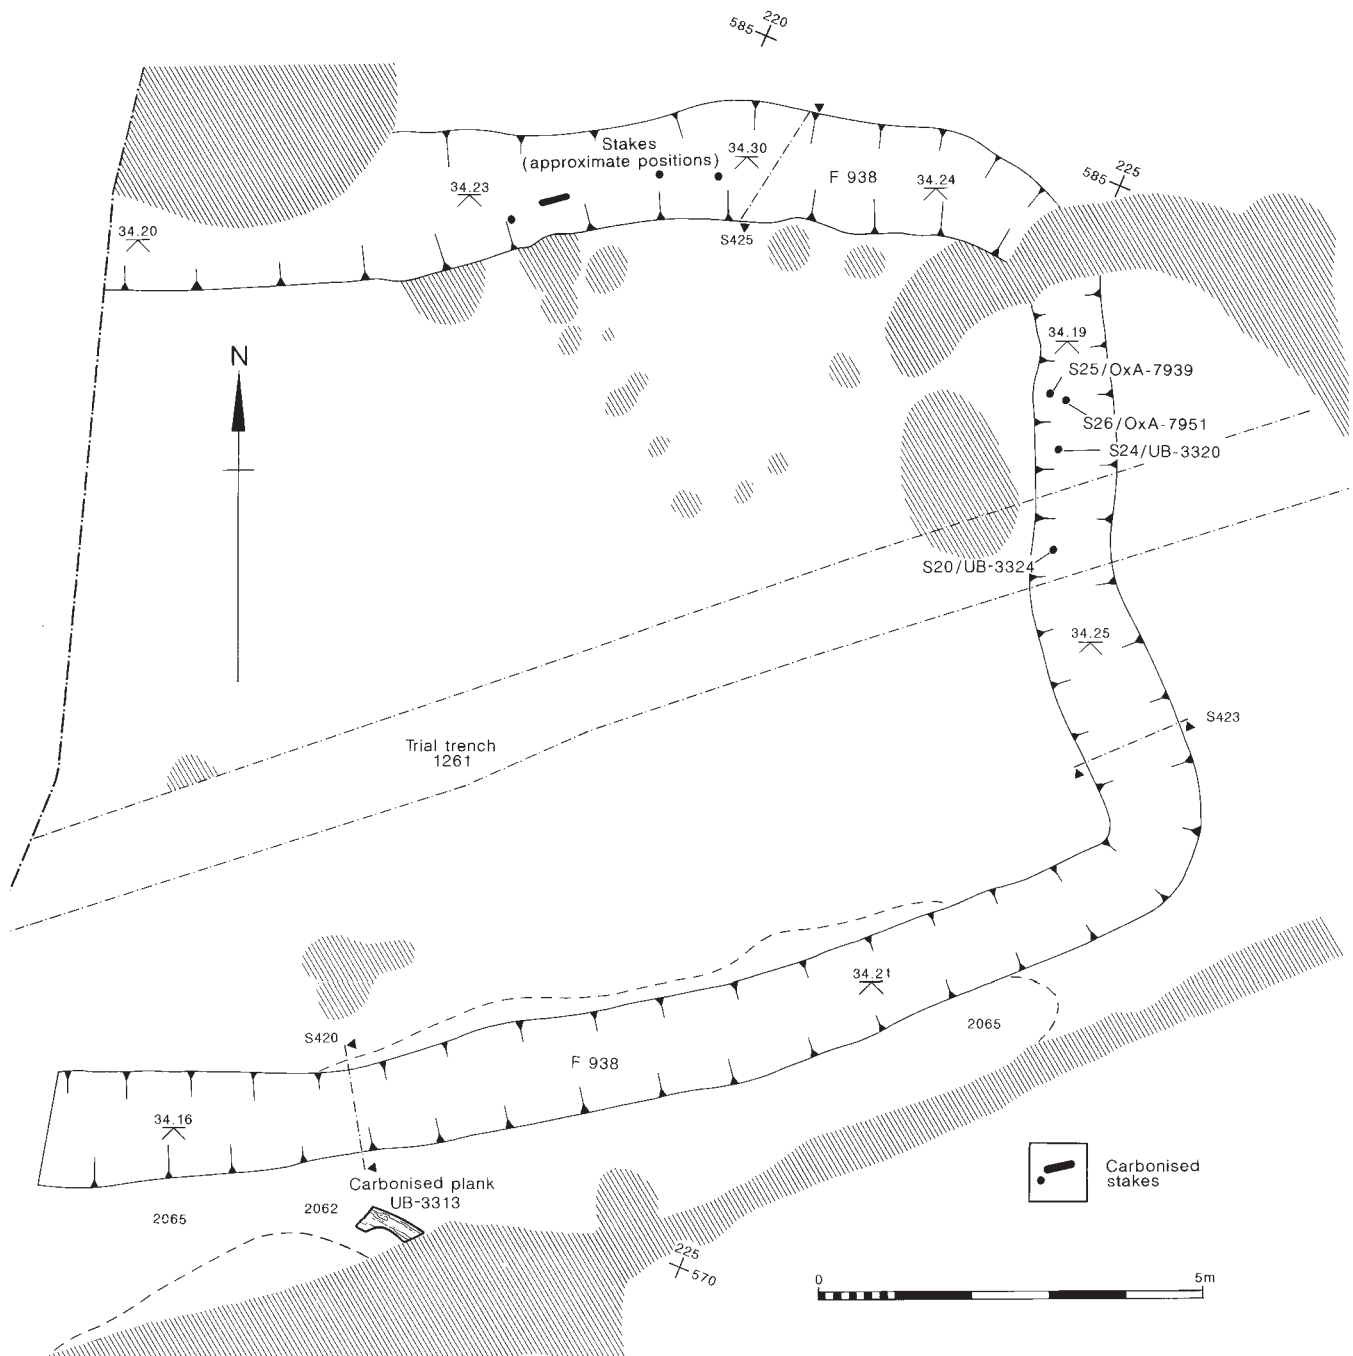 220
585
Stakes
(approximate positions)
34.30
F 938
34.24
34.23
225
585
34.20
S425
N
34.19
S25/OxA-7939
S26/OxA-7951
S24/UB-3320
S20/UB-3324
34.25
S423
Trial trench
1261
34.21
2065
S420
F 938
34.16
Carbonised plank
UB-3313
2062
2065
Carbonised
stakes
225
570
0
5m